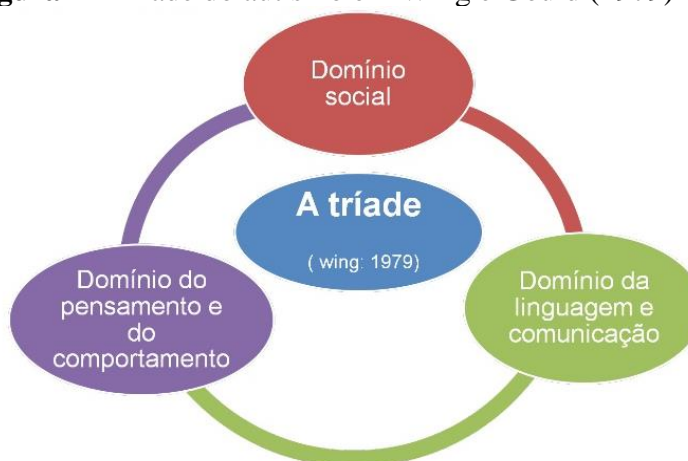 Domínio
social
A tríade
( wing: 1979)
Domínio do
pensamento e
do
comportamento
Domínio da
linguagem e
comunicação